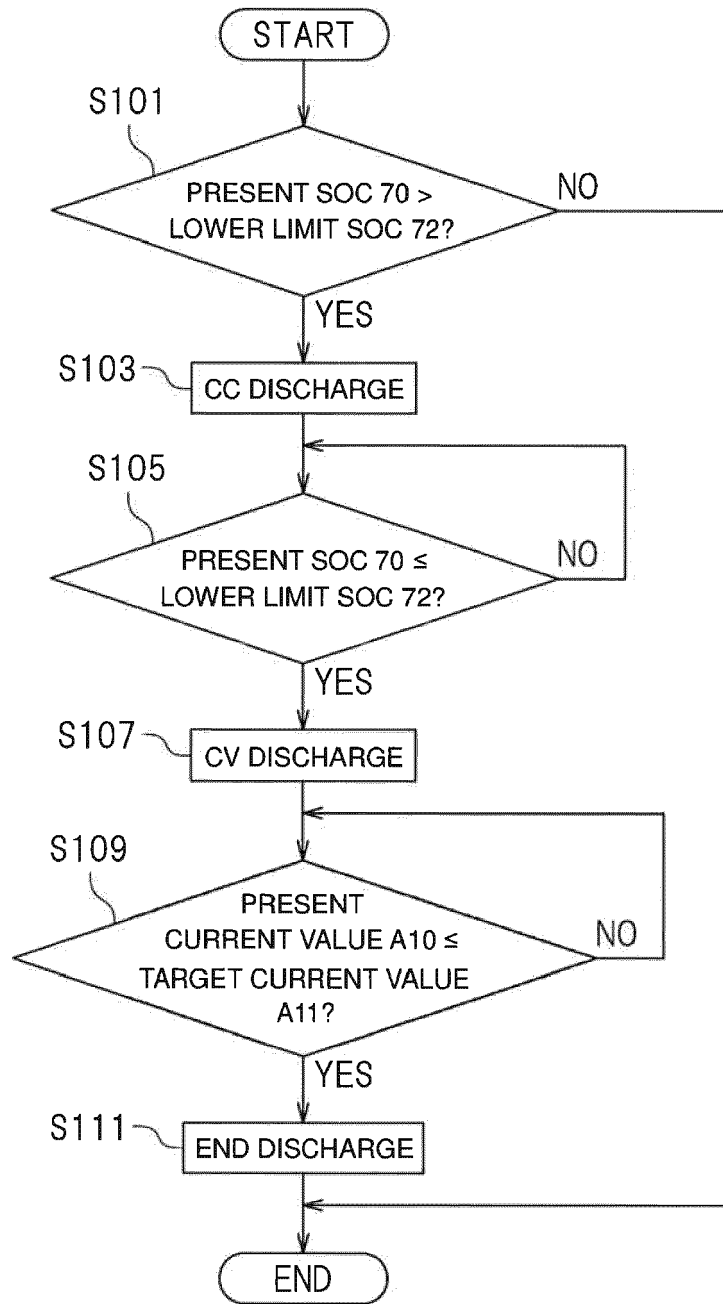 START
S101
PRESENT SOC 70 >
LOWER LIMIT SOC 72?
NO
YES
S103
CC DISCHARGE
S105
PRESENT SOC 70 ≤
LOWER LIMIT SOC 72?
NO
YES
S107
CV DISCHARGE
S109
PRESENT
CURRENT VALUE A10 ≤
TARGET CURRENT VALUE
A11?
NO
YES
S111
END DISCHARGE
END